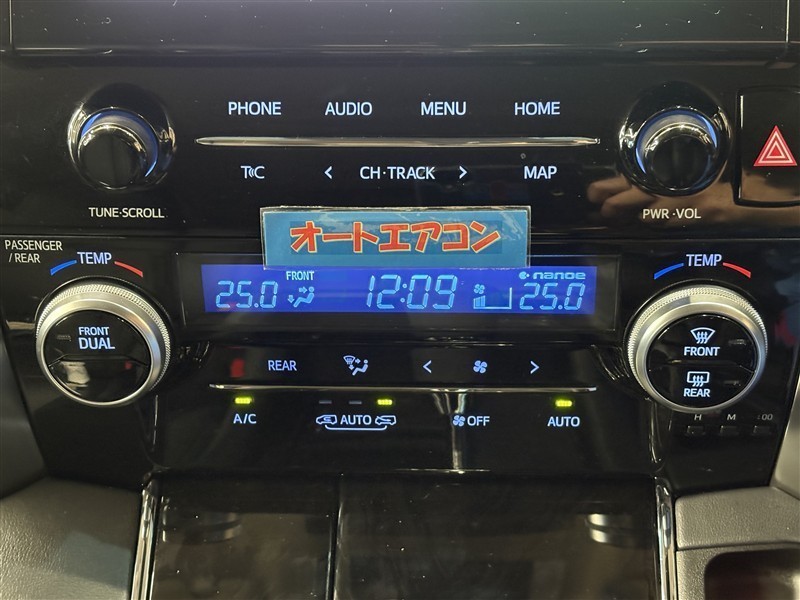 PHONE AUDIO MENU HOME
CH·TRACK MAP
TUNE·SCROLL PWR·VOL
オートエアコン
PASSENGER
/ REAR
TEMP TEMP
FRONT nanoe
25.0 12:09 25.0
FRONT
DUAL
FRONT
REAR
REAR
A/C AUTO OFF AUTO
H M :00